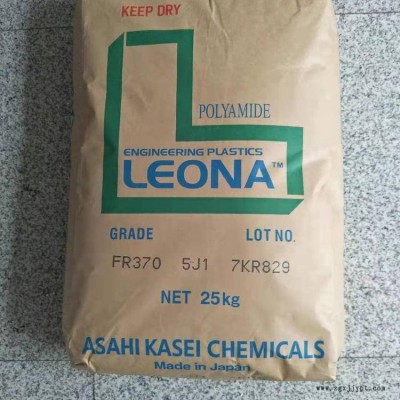 KEEP DRY
POLYAMIDE
ENGINEERING PLASTICS
LEONA™
GRADE LOT NO.
FR370 5J1 7KR829
NET 25kg
ASAHI KASEI CHEMICALS
Made in Japan